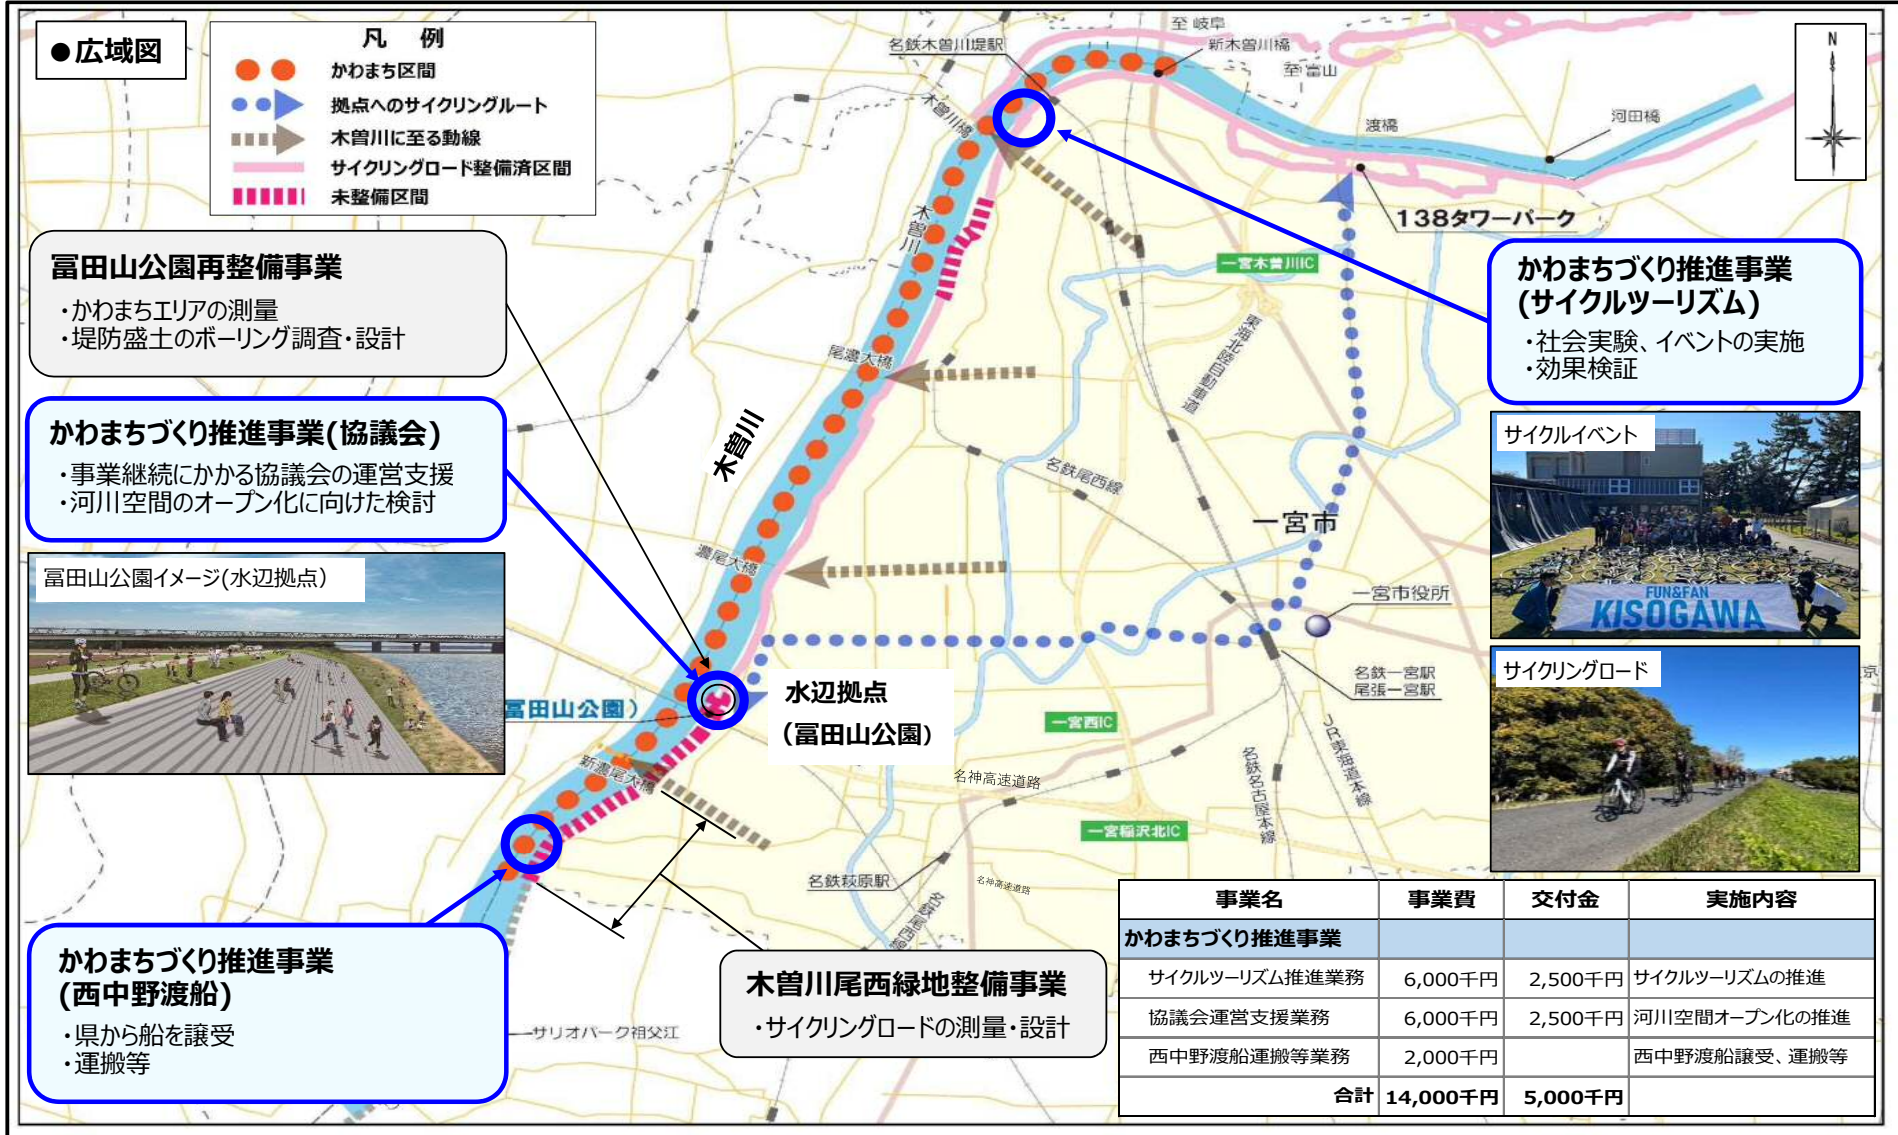 ●広域図
凡 例
かわまち区間
拠点へのサイクリングルート
木曽川に至る動線
サイクリングロード整備済区間
未整備区間
名鉄木曽川堤駅
至 岐阜
新木曽川橋
至 富山
木曽川橋
渡橋
河田橋
N
138タワーパーク
木曽川
一宮木曽川IC
冨田山公園再整備事業
・かわまちエリアの測量
・堤防盛土のボーリング調査・設計
かわまちづくり推進事業
(サイクルツーリズム)
・社会実験、イベントの実施
・効果検証
東海北陸自動車道
尾濃大橋
かわまちづくり推進事業(協議会)
・事業継続にかかる協議会の運営支援
・河川空間のオープン化に向けた検討
木曽川
名鉄尾西線
一宮市
サイクルイベント
FUN&FAN
KISOGAWA
濃尾大橋
冨田山公園イメージ(水辺拠点)
一宮市役所
名鉄一宮駅
尾張一宮駅
サイクリングロード
京
冨田山公園)
水辺拠点
(冨田山公園)
一宮西IC
新濃尾大橋
名神高速道路
名鉄名古屋本線
JR東海道本線
一宮稲沢北IC
名鉄萩原駅
名神高速道路
名鉄尾西線
かわまちづくり推進事業
(西中野渡船)
・県から船を譲受
・運搬等
サリオパーク祖父江
木曽川尾西緑地整備事業
・サイクリングロードの測量・設計
事業名 事業費 交付金 実施内容
かわまちづくり推進事業
サイクルツーリズム推進業務 6,000千円 2,500千円 サイクルツーリズムの推進
協議会運営支援業務 6,000千円 2,500千円 河川空間オープン化の推進
西中野渡船運搬等業務 2,000千円 西中野渡船譲受、運搬等
合計 14,000千円 5,000千円